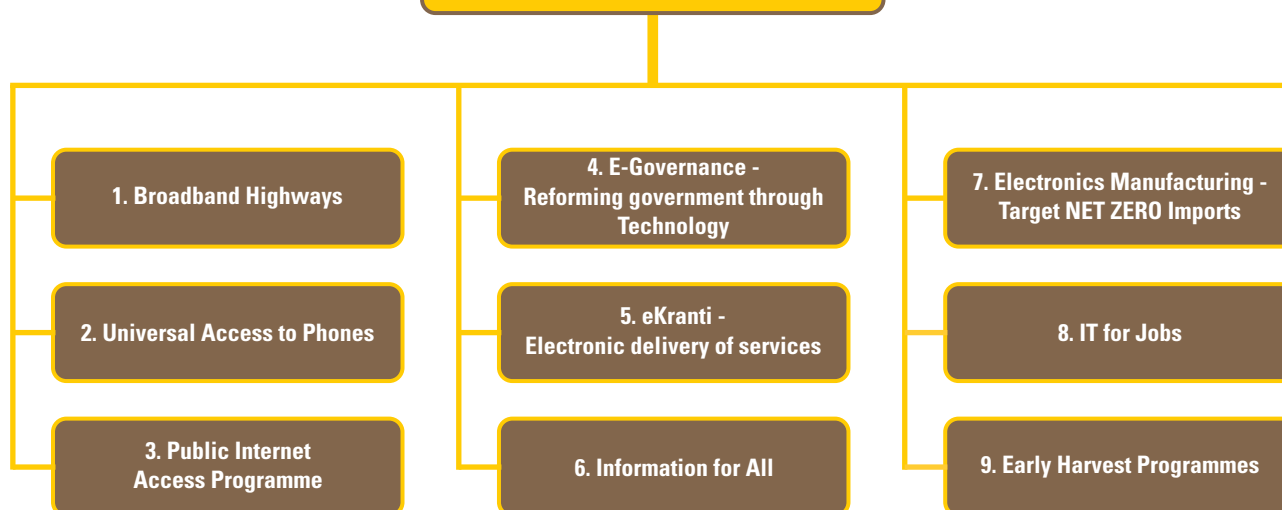 1. Broadband Highways
2. Universal Access to Phones
3. Public Internet
Access Programme
4. E-Governance -
Reforming government through
Technology
5. eKranti -
Electronic delivery of services
6. Information for All
7. Electronics Manufacturing -
Target NET ZERO Imports
8. IT for Jobs
9. Early Harvest Programmes